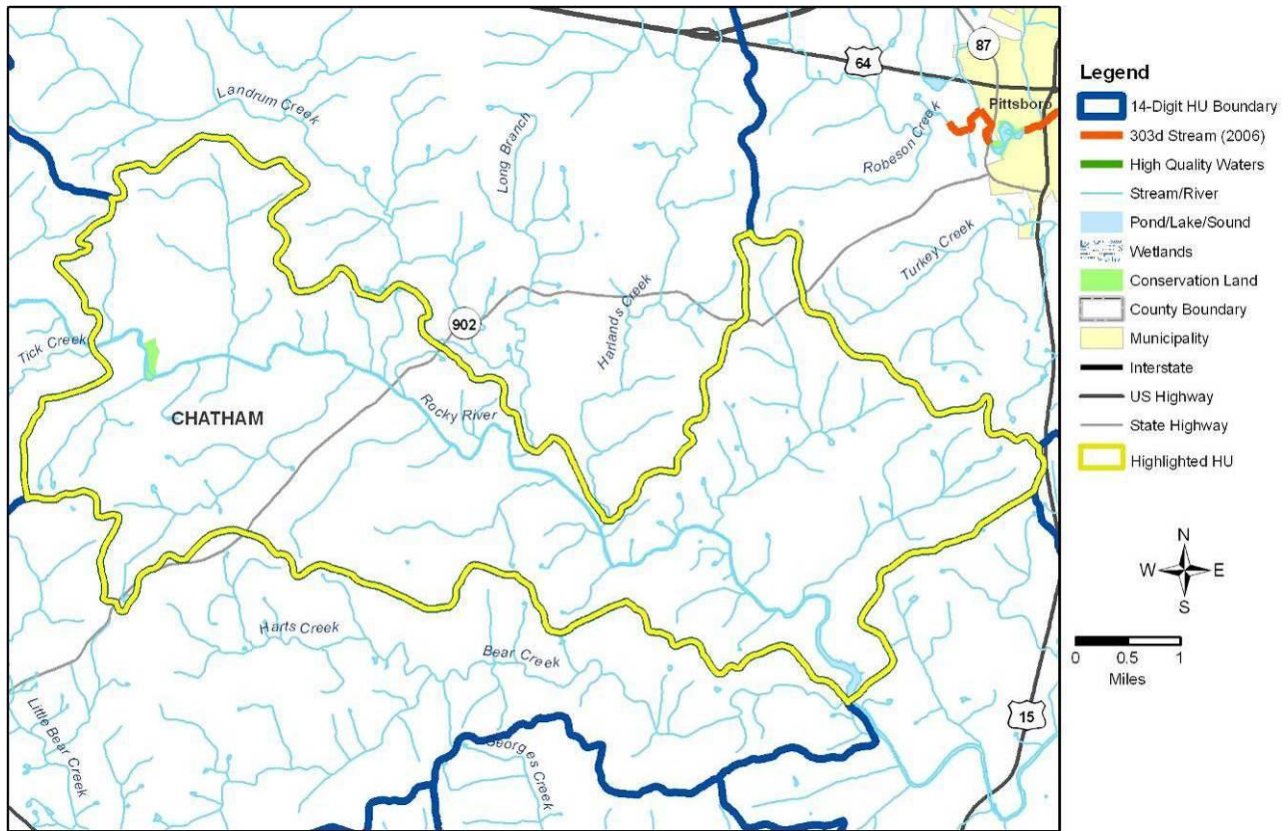 87
64
Pittsboro
Landrum Creek
Long Branch
Robeson Creek
Turkey Creek
902
Harlands Creek
Tick Creek
Rocky River
CHATHAM
Harts Creek
Bear Creek
Little Bear Creek
Georges Creek
15
Legend
14-Digit HU Boundary
303d Stream (2006)
High Quality Waters
Stream/River
Pond/Lake/Sound
Wetlands
Conservation Land
County Boundary
Municipality
Interstate
US Highway
State Highway
Highlighted HU
N
W E
S
0 0.5 1
Miles